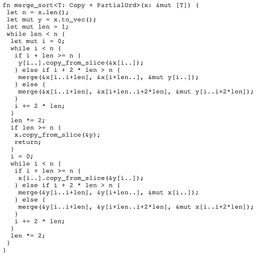 fn merge_sort<T: Copy + PartialOrd>(x: &mut [T]) {
let n = x.len();
let mut y = x.to_vec();
let mut len = 1;
while len < n {
let mut i = 0;
while i < n {
if i + len >= n {
y[i..].copy_from_slice(&x[i..]);
} else if i + 2 * len > n {
merge(&x[i..i+len], &x[i+len..], &mut y[i..]);
} else {
merge(&x[i..i+len], &x[i+len..i+2*len], &mut y[i..i+2*len]);
}
i += 2 * len;
}
len *= 2;
if len >= n {
x.copy_from_slice(&y);
return;
}
i = 0;
while i < n {
if i + len >= n {
x[i..].copy_from_slice(&y[i..]);
} else if i + 2 * len > n {
merge(&y[i..i+len], &y[i+len..], &mut x[i..]);
} else {
merge(&y[i..i+len], &y[i+len..i+2*len], &mut x[i..i+2*len]);
}
i += 2 * len;
}
len *= 2;
}
}